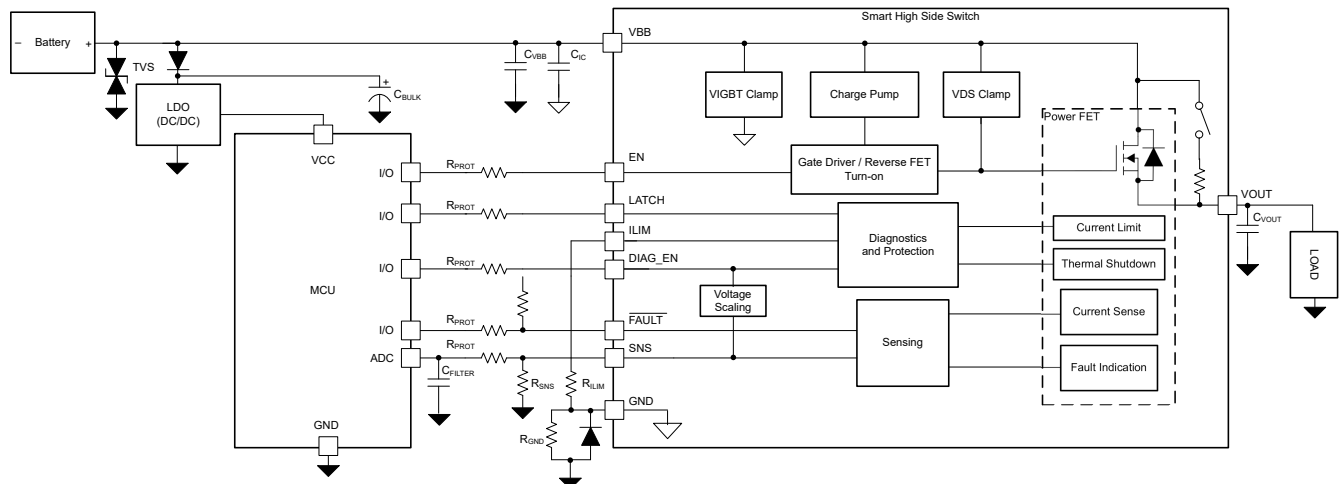 Smart High Side Switch
− Battery +
VBB
TVS
C_VBB
C_IC
C_BULK
+
LDO
(DC/DC)
VIGBT Clamp
Charge Pump
VDS Clamp
Power FET
VCC
I/O
R_PROT
EN
Gate Driver / Reverse FET
Turn-on
I/O
R_PROT
LATCH
VOUT
C_VOUT
ILIM
Diagnostics
and Protection
Current Limit
I/O
R_PROT
DIAG_EN
Thermal Shutdown
LOAD
MCU
Voltage
Scaling
I/O
R_PROT
FAULT
Current Sense
Sensing
ADC
R_PROT
SNS
Fault Indication
C_FILTER
R_SNS
R_ILIM
GND
GND
R_GND